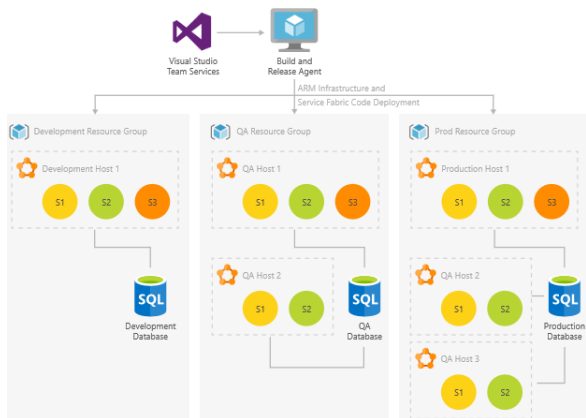 Visual Studio
Team Services
Build and
Release Agent
ARM Infrastructure and
Service Fabric Code Deployment
Development Resource Group
Development Host 1
S1
S2
S3
SQL
Development
Database
QA Resource Group
QA Host 1
S1
S2
S3
QA Host 2
S1
S2
SQL
QA
Database
Prod Resource Group
Production Host 1
S1
S2
S3
QA Host 2
S1
S2
SQL
Production
Database
QA Host 3
S1
S2